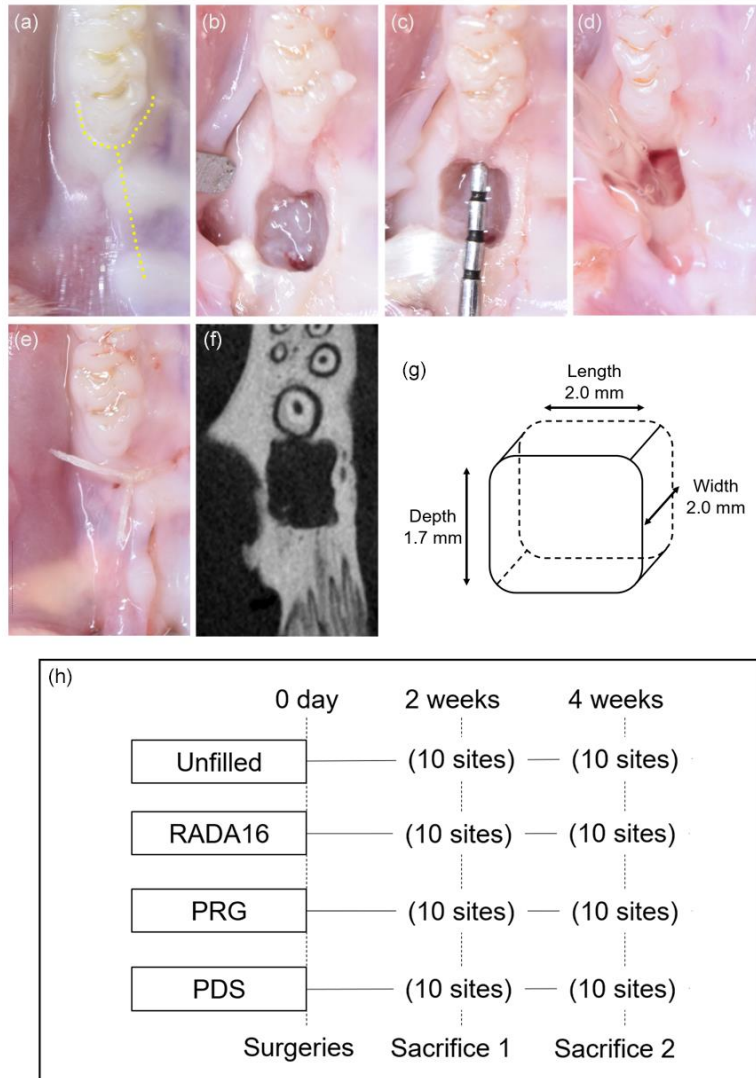 (a)
(b)
(c)
(d)
(e)
(f)
(g)
Length
2.0 mm
Width
2.0 mm
Depth
1.7 mm
(h)
0 day 2 weeks 4 weeks
Unfilled (10 sites) (10 sites)
RADA16 (10 sites) (10 sites)
PRG (10 sites) (10 sites)
PDS (10 sites) (10 sites)
Surgeries Sacrifice 1 Sacrifice 2